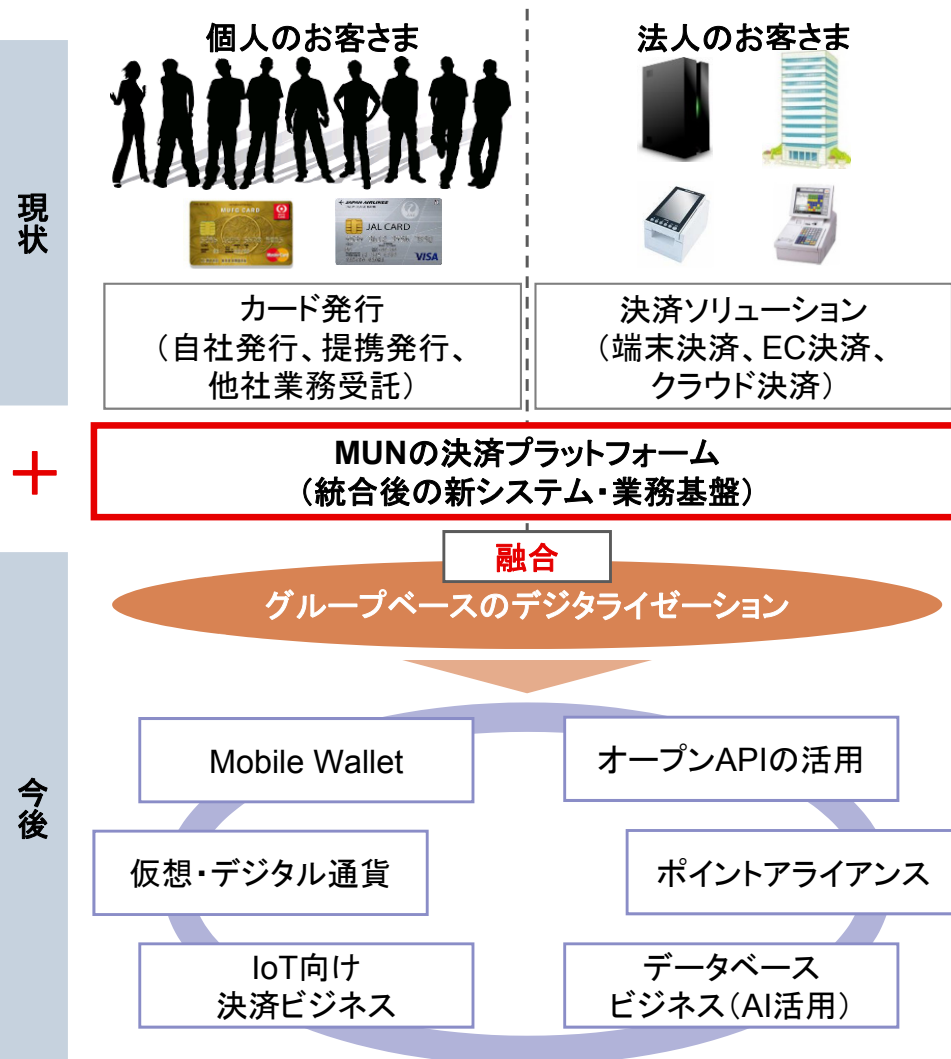 個人のお客さま
法人のお客さま
現状
MUFG CARD
MasterCard
JAPAN AIRLINES
JAL CARD
VISA
カード発行
（自社発行、提携発行、
他社業務受託）
決済ソリューション
（端末決済、EC決済、
クラウド決済）
＋
MUNの決済プラットフォーム
（統合後の新システム・業務基盤）
融合
グループベースのデジタライゼーション
今後
Mobile Wallet
オープンAPIの活用
仮想・デジタル通貨
ポイントアライアンス
IoT向け
決済ビジネス
データベース
ビジネス（AI活用）